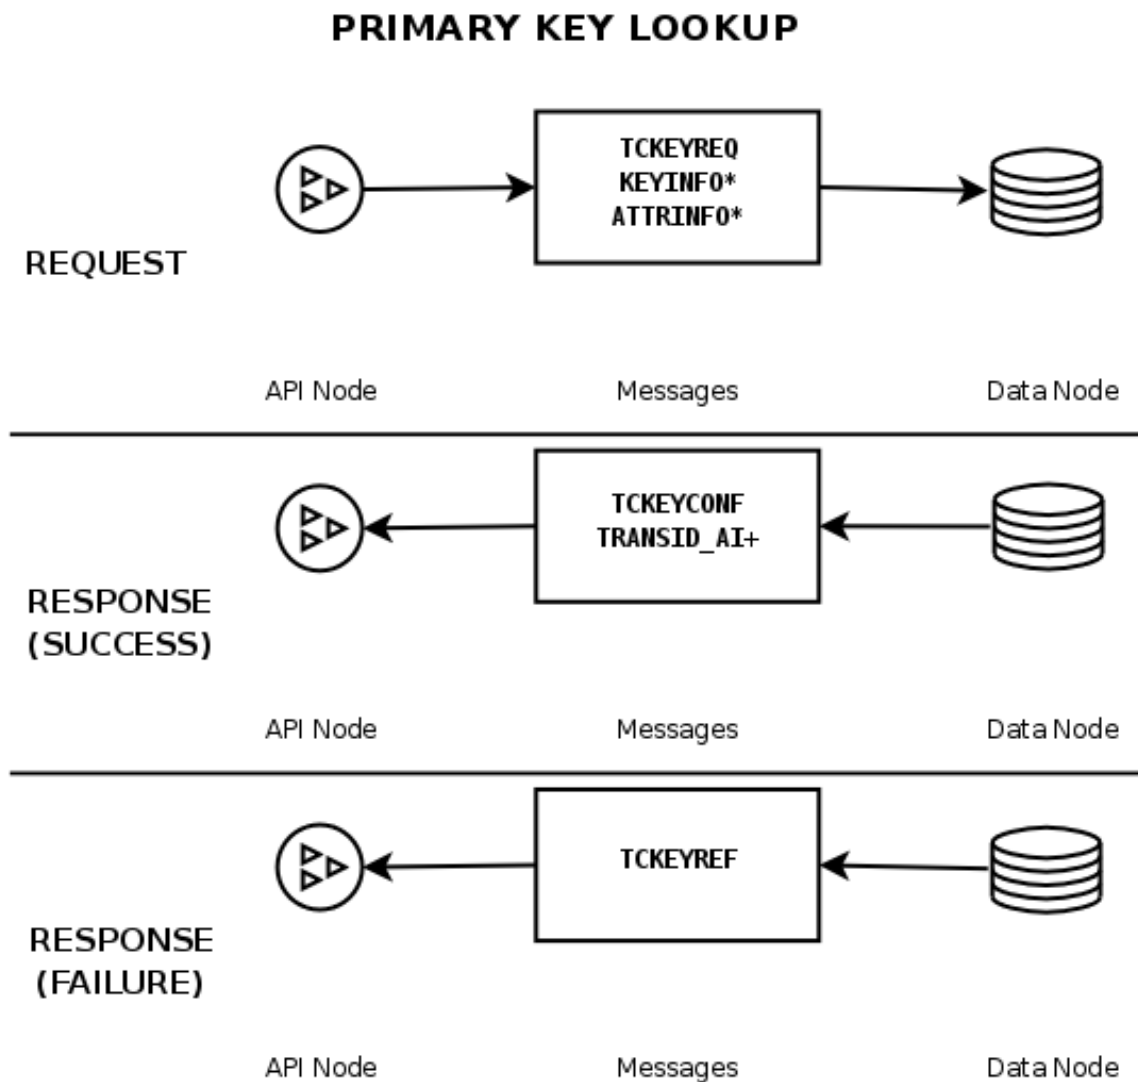 PRIMARY KEY LOOKUP
TCKEYREQ
KEYINFO*
ATTRINFO*
REQUEST
API Node
Messages
Data Node
TCKEYCONF
TRANSID_AI+
RESPONSE
(SUCCESS)
API Node
Messages
Data Node
TCKEYREF
RESPONSE
(FAILURE)
API Node
Messages
Data Node